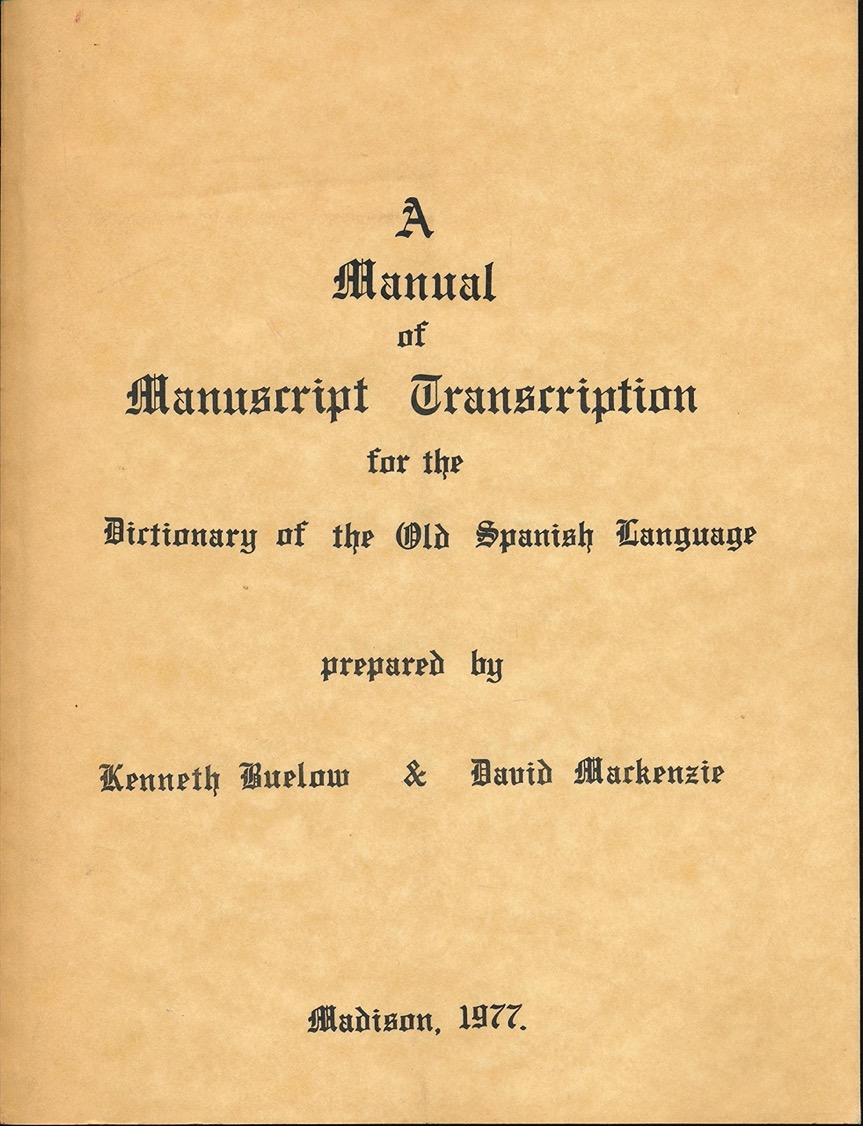 A
Manual
of
Manuscript Transcription
for the
Dictionary of the Old Spanish Language
prepared by
Kenneth Buelow & David Mackenzie
Madison, 1977.